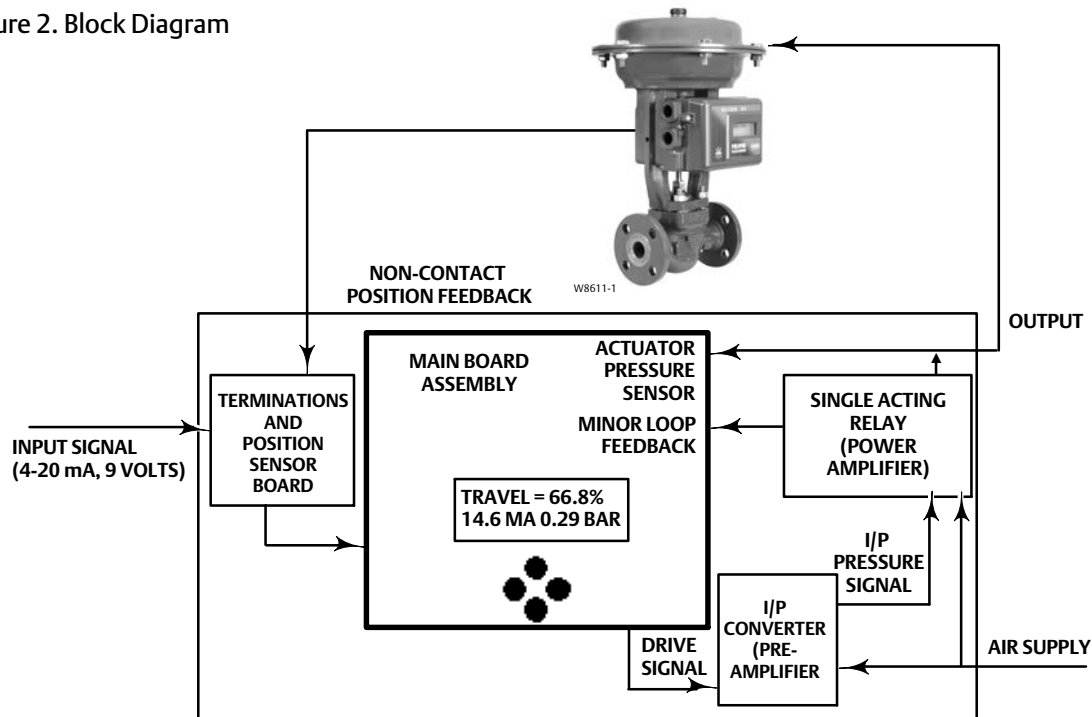 ure 2. Block Diagram
W8611-1
NON-CONTACT
POSITION FEEDBACK
OUTPUT
MAIN BOARD
ASSEMBLY
ACTUATOR
PRESSURE
SENSOR
MINOR LOOP
FEEDBACK
TERMINATIONS
AND
POSITION
SENSOR
BOARD
SINGLE ACTING
RELAY
(POWER
AMPLIFIER)
INPUT SIGNAL
(4-20 mA, 9 VOLTS)
TRAVEL = 66.8%
14.6 MA 0.29 BAR
I/P
PRESSURE
SIGNAL
I/P
CONVERTER
(PRE-
AMPLIFIER
DRIVE
SIGNAL
AIR SUPPLY